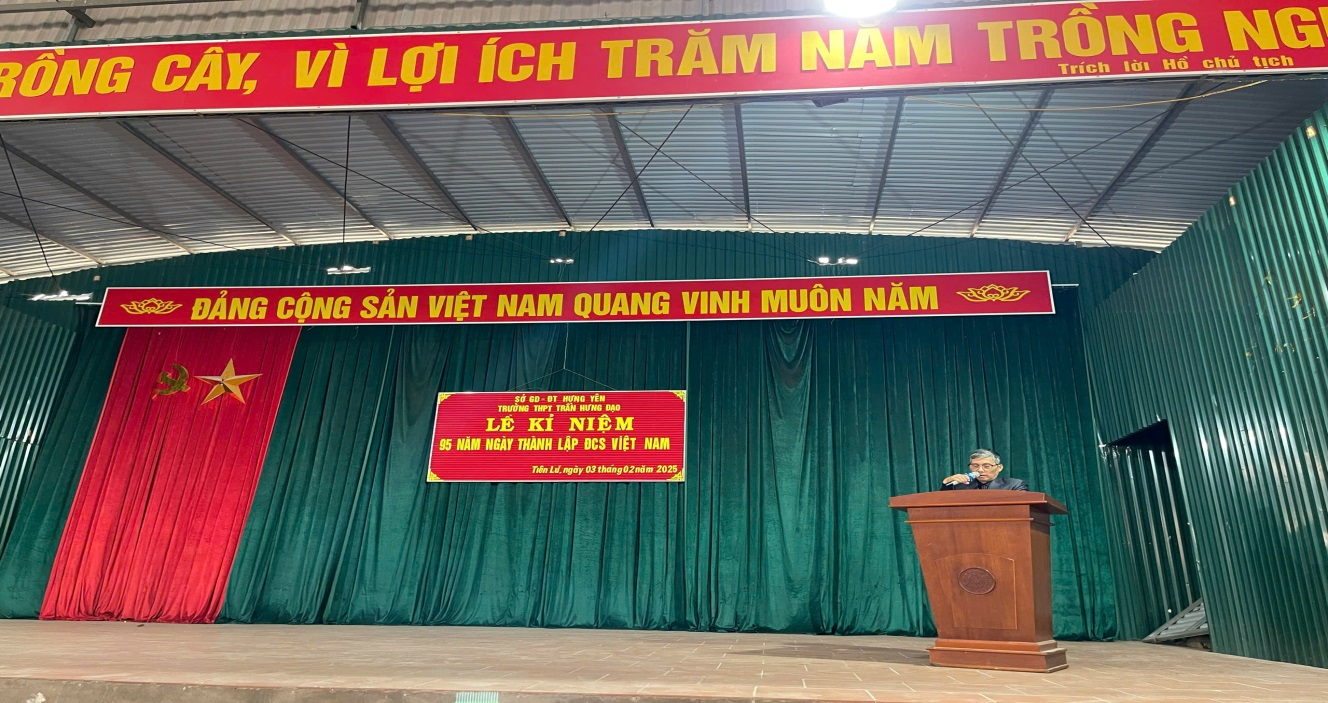 RỒNG CÂY, VÌ LỢI ÍCH TRĂM NĂM TRỒNG NG
Trích lời Hồ chủ tịch
ĐẢNG CỘNG SẢN VIỆT NAM QUANG VINH MUÔN NĂM
SỞ GD-ĐT HƯNG YÊN
TRƯỜNG THPT TRẦN HƯNG ĐẠO
LỄ KỈ NIỆM
95 NĂM NGÀY THÀNH LẬP ĐCS VIỆT NAM
Tiên Lữ, ngày 03 tháng 02 năm 2025